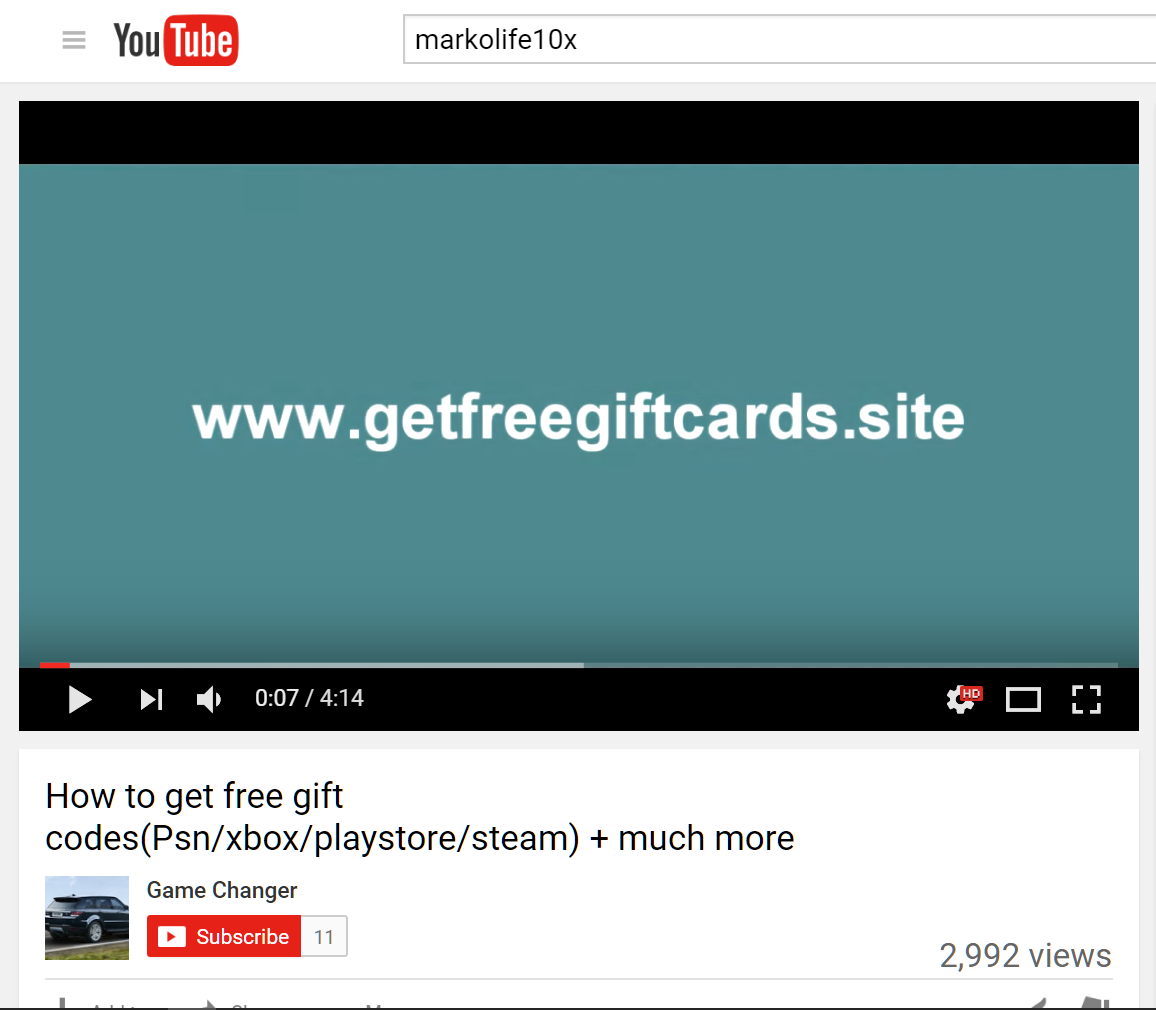 YouTube
markolife10x
www.getfreegiftcards.site
0:07 / 4:14
HD
How to get free gift
codes(Psn/xbox/playstore/steam) + much more
Game Changer
Subscribe 11
2,992 views